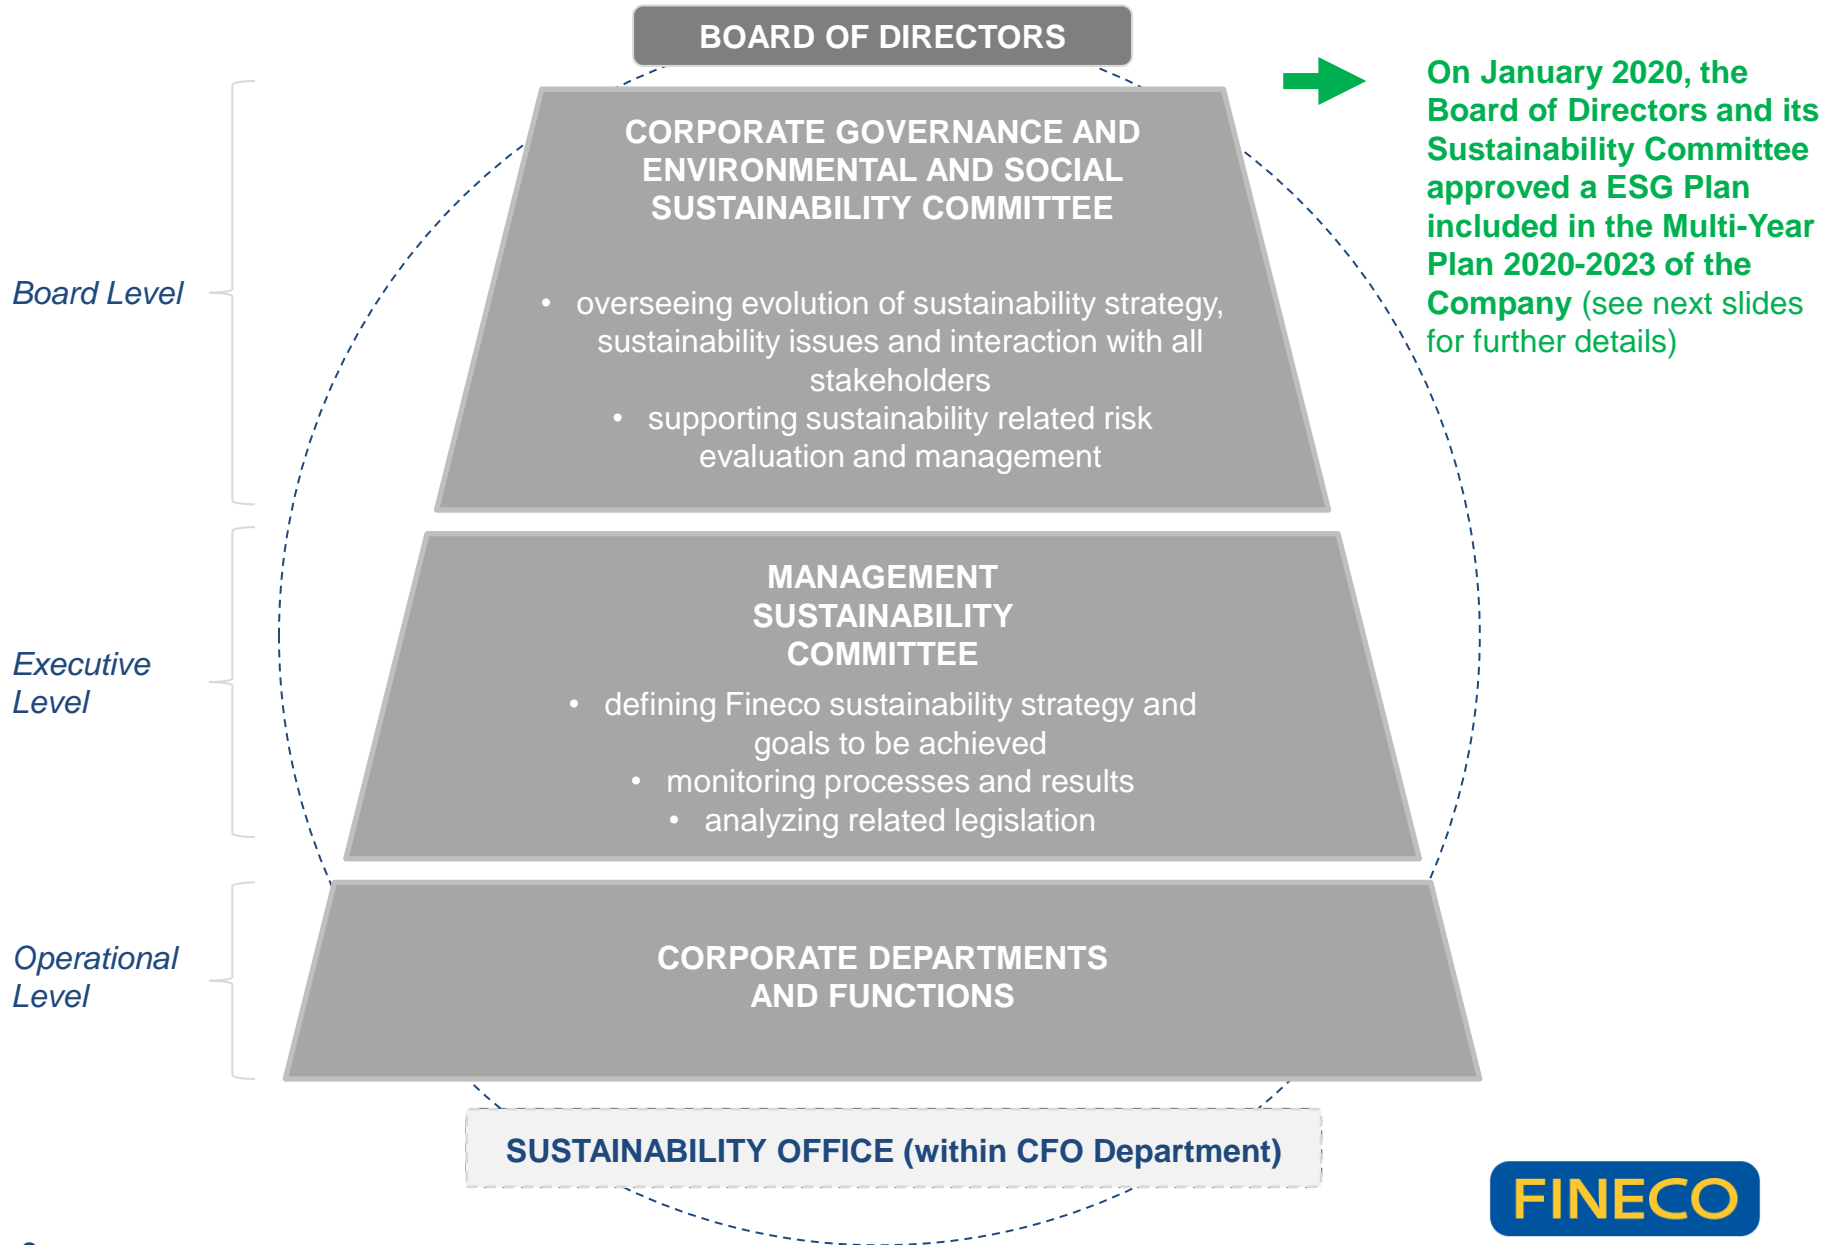 BOARD OF DIRECTORS
On January 2020, the
Board of Directors and its
Sustainability Committee
approved a ESG Plan
included in the Multi-Year
Plan 2020-2023 of the
Company (see next slides
for further details)
CORPORATE GOVERNANCE AND
ENVIRONMENTAL AND SOCIAL
SUSTAINABILITY COMMITTEE
Board Level
• overseeing evolution of sustainability strategy,
sustainability issues and interaction with all
stakeholders
• supporting sustainability related risk
evaluation and management
MANAGEMENT
SUSTAINABILITY
COMMITTEE
Executive
Level
• defining Fineco sustainability strategy and
goals to be achieved
• monitoring processes and results
• analyzing related legislation
Operational
Level
CORPORATE DEPARTMENTS
AND FUNCTIONS
SUSTAINABILITY OFFICE (within CFO Department)
FINECO